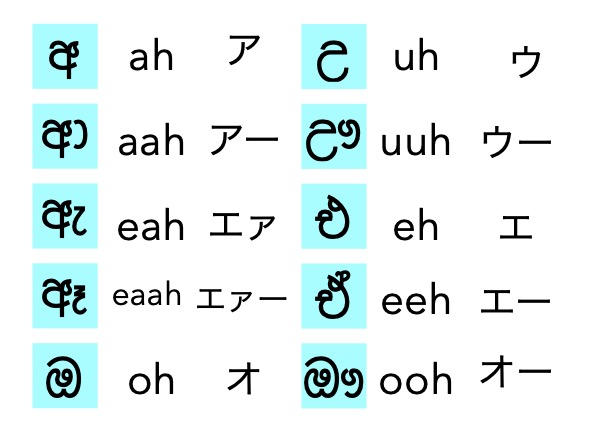 අ ah ア උ uh ウ
ආ aah アー ඌ uuh ウー
ඇ eah エァ එ eh エ
ඈ eaah エァー ඒ eeh エー
ඔ oh オ ඖ ooh オー